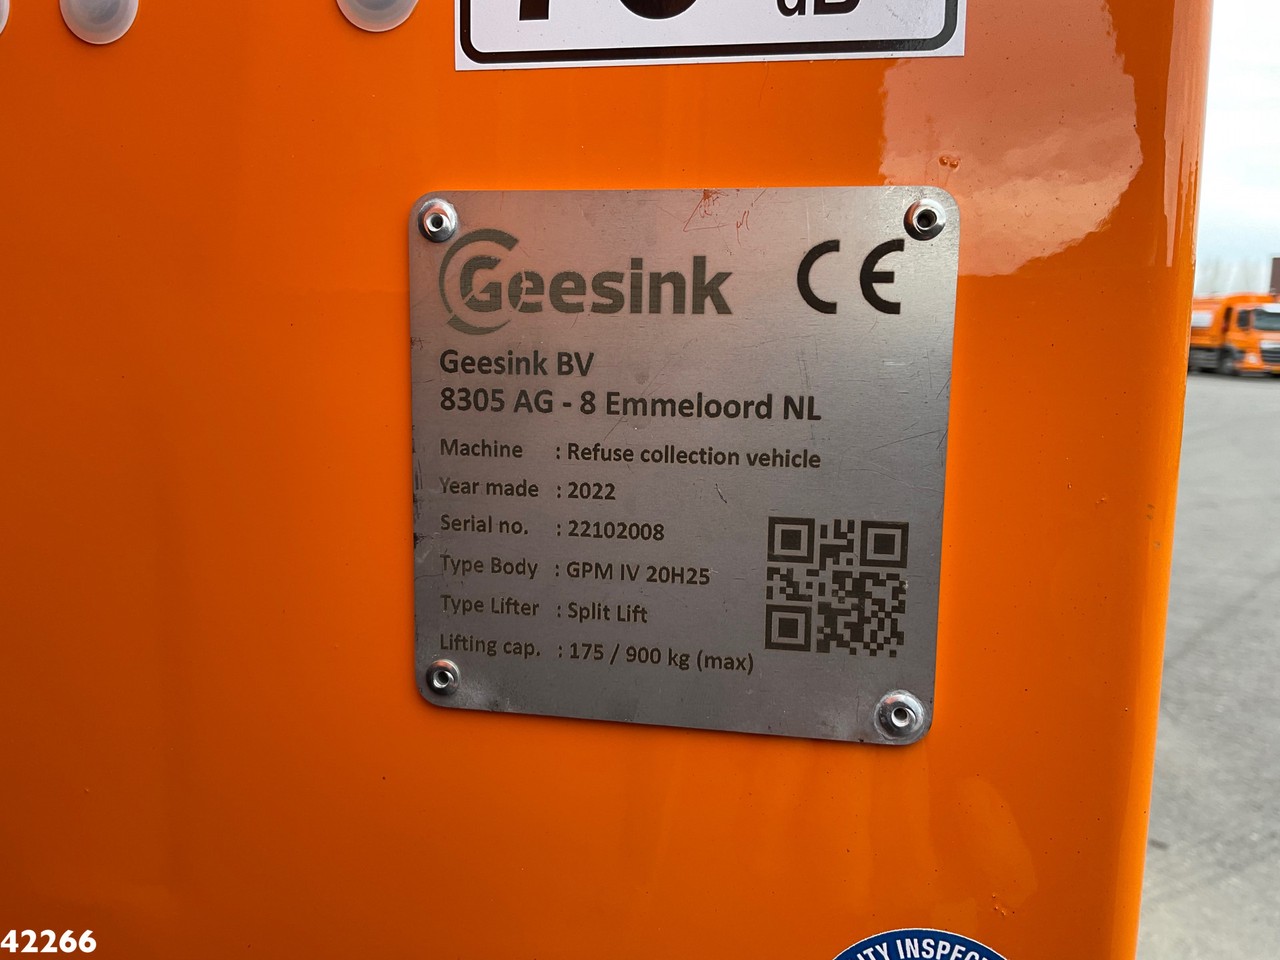 dB
Geesink CE
Geesink BV
8305 AG - 8 Emmeloord NL
Machine : Refuse collection vehicle
Year made : 2022
Serial no. : 22102008
Type Body : GPM IV 20H25
Type Lifter : Split Lift
Lifting cap. : 175 / 900 kg (max)
42266